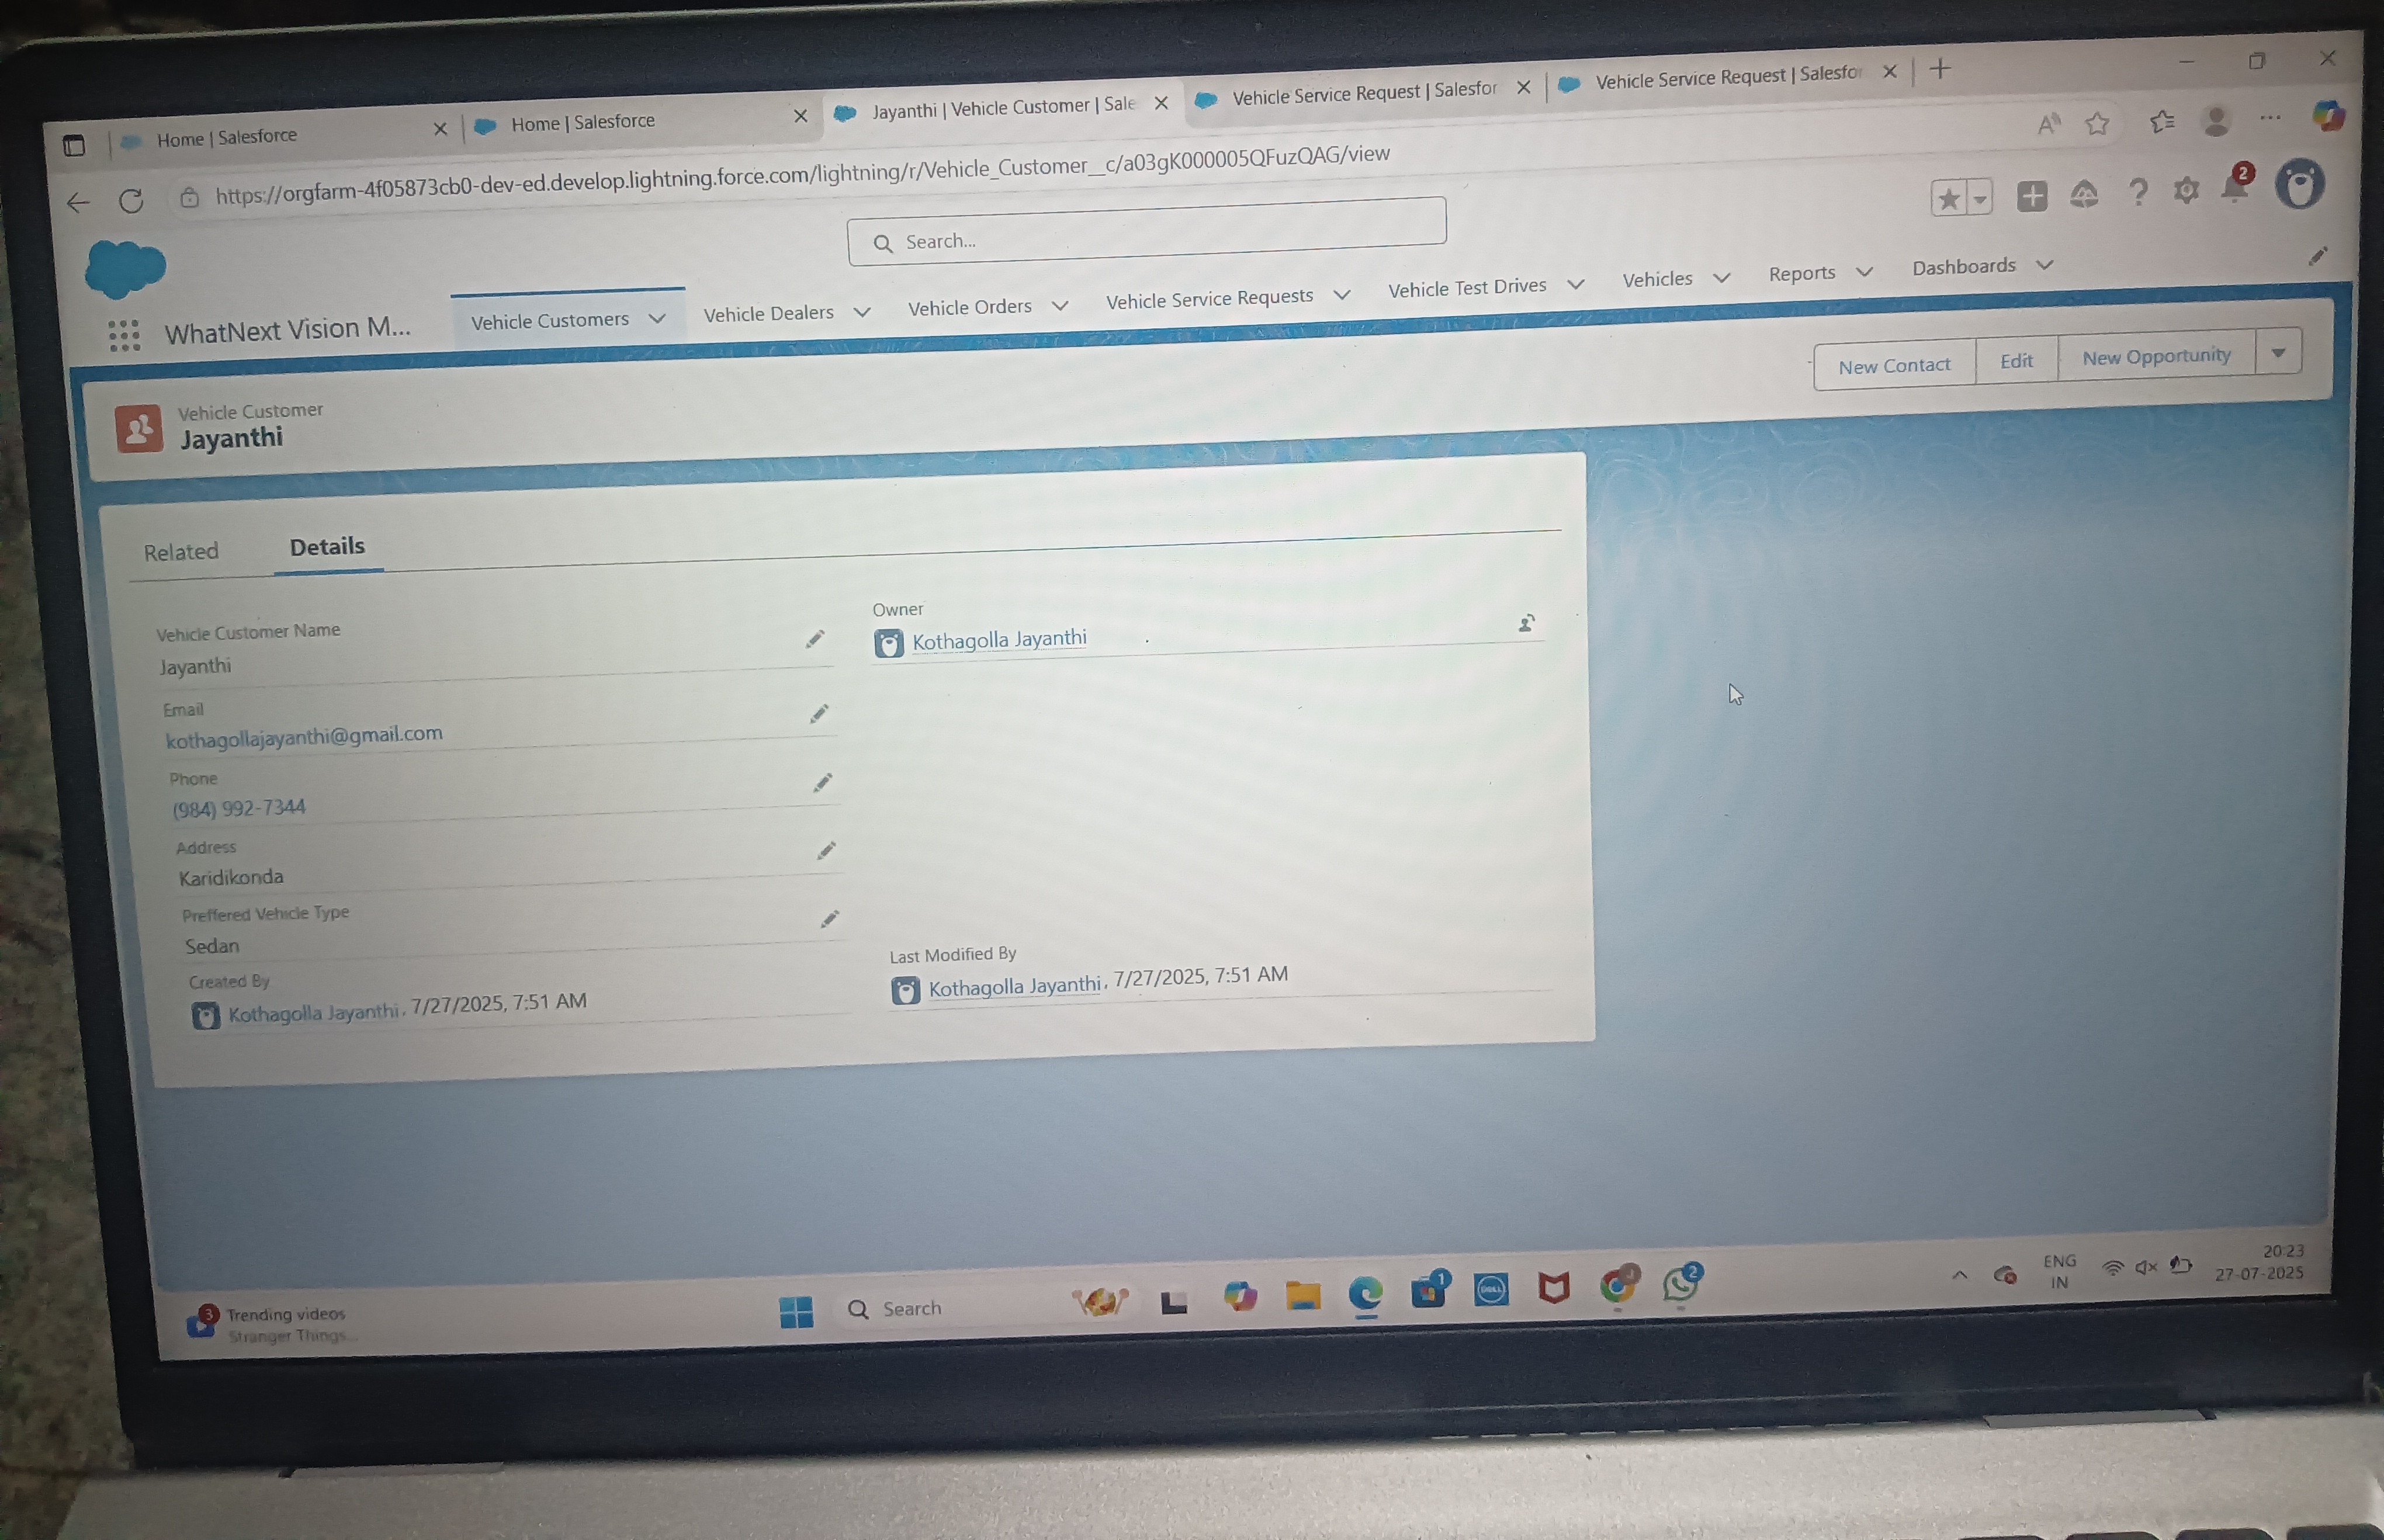 Home | Salesforce
Home | Salesforce
Jayanthi | Vehicle Customer | Sale
Vehicle Service Request | Salesfor
Vehicle Service Request | Salesfo
https://orgfarm-4f05873cb0-dev-ed.develop.lightning.force.com/lightning/r/Vehicle_Customer__c/a03gK000005QFuzQAG/view
Search...
2
WhatNext Vision M...
Vehicle Customers
Vehicle Dealers
Vehicle Orders
Vehicle Service Requests
Vehicle Test Drives
Vehicles
Reports
Dashboards
Vehicle Customer
Jayanthi
New Contact
Edit
New Opportunity
Related
Details
Vehicle Customer Name
Jayanthi
Owner
Kothagolla Jayanthi
Email
kothagollajayanthi@gmail.com
Phone
(984) 992-7344
Address
Karidikonda
Preffered Vehicle Type
Sedan
Created By
Kothagolla Jayanthi, 7/27/2025, 7:51 AM
Last Modified By
Kothagolla Jayanthi, 7/27/2025, 7:51 AM
3
Trending videos
Stranger Things...
Search
1
DELL
2
ENG
IN
20:23
27-07-2025